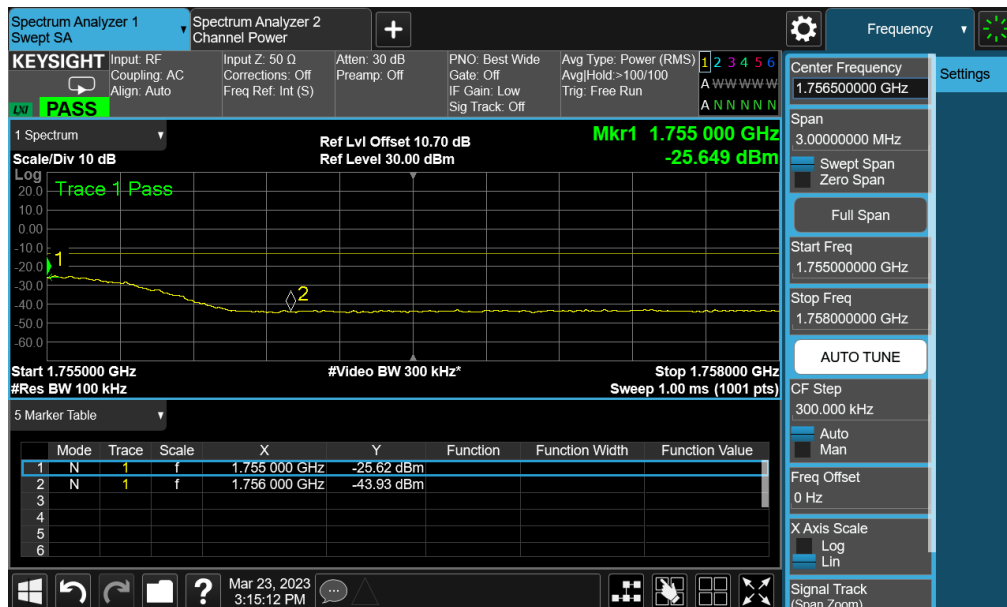 Spectrum Analyzer 1
Swept SA
Spectrum Analyzer 2
Channel Power
Frequency
KEYSIGHT
Input: RF
Coupling: AC
Align: Auto
Input Z: 50 Ω
Corrections: Off
Freq Ref: Int (S)
Atten: 30 dB
Preamp: Off
PNO: Best Wide
Gate: Off
IF Gain: Low
Sig Track: Off
Avg Type: Power (RMS)
Avg|Hold:>100/100
Trig: Free Run
1 2 3 4 5 6
A W W W W W
A N N N N N
LXI
PASS
1 Spectrum
Scale/Div 10 dB
Ref Lvl Offset 10.70 dB
Ref Level 30.00 dBm
Mkr1 1.755 000 GHz
-25.649 dBm
Log
Trace 1 Pass
20.0
10.0
0.00
-10.0
-20.0
-30.0
-40.0
-50.0
-60.0
1
2
Start 1.755000 GHz
#Res BW 100 kHz
#Video BW 300 kHz*
Stop 1.758000 GHz
Sweep 1.00 ms (1001 pts)
5 Marker Table
Mode Trace Scale X Y Function Function Width Function Value
1 N 1 f 1.755 000 GHz -25.62 dBm
2 N 1 f 1.756 000 GHz -43.93 dBm
3
4
5
6
Mar 23, 2023
3:15:12 PM
Center Frequency
1.756500000 GHz
Settings
Span
3.00000000 MHz
Swept Span
Zero Span
Full Span
Start Freq
1.755000000 GHz
Stop Freq
1.758000000 GHz
AUTO TUNE
CF Step
300.000 kHz
Auto
Man
Freq Offset
0 Hz
X Axis Scale
Log
Lin
Signal Track
(Span Zoom)